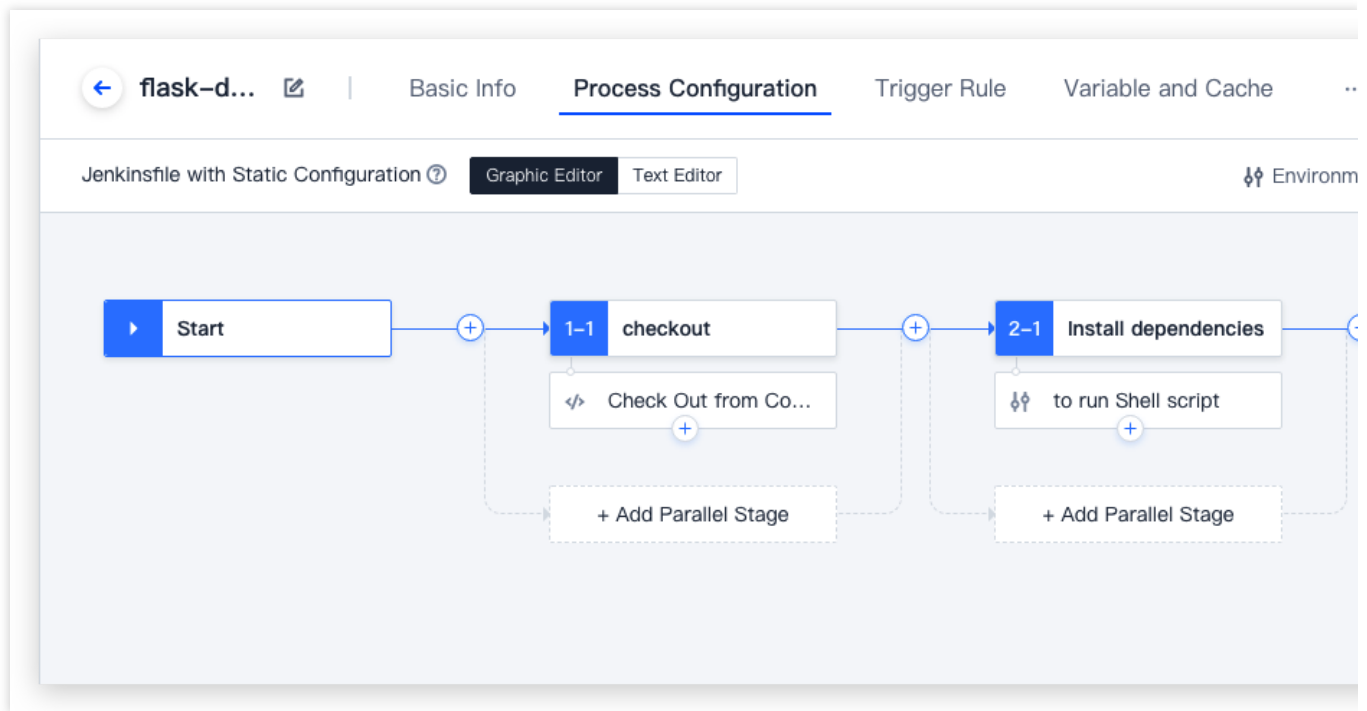 flask-d... Basic Info Process Configuration Trigger Rule Variable and Cache ...
Jenkinsfile with Static Configuration Graphic Editor Text Editor Environm
Start 1-1 checkout 2-1 Install dependencies
</> Check Out from Co... to run Shell script
+ Add Parallel Stage + Add Parallel Stage